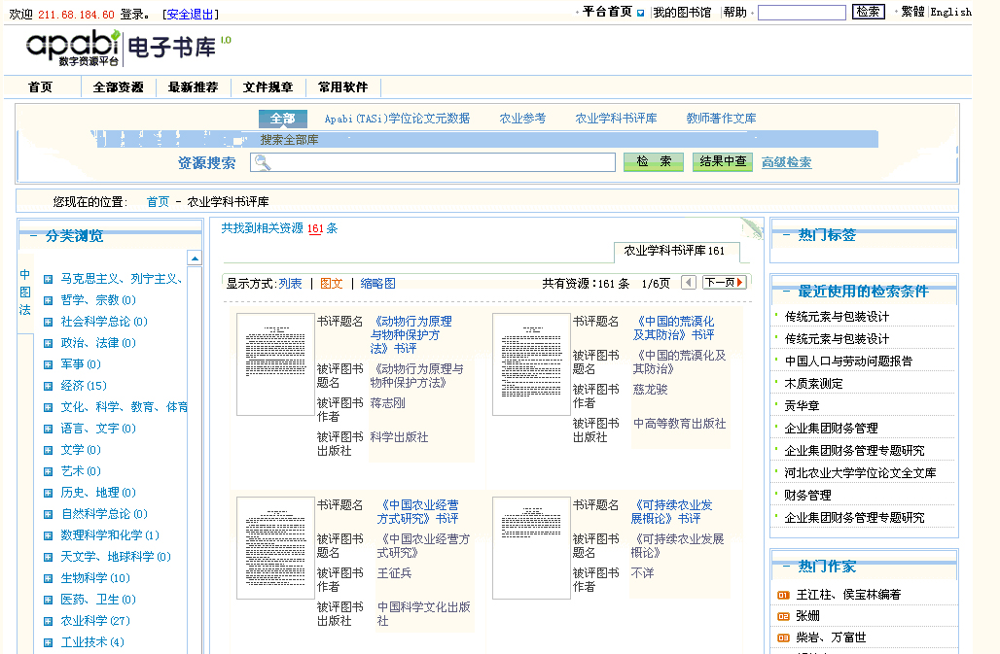 欢迎 211.68.184.60 登录。 [安全退出]
平台首页 |我的图书馆 |帮助 检索 繁體 English
apabi 电子书库 1.0
数字资源平台
首页 全部资源 最新推荐 文件规章 常用软件
全部 Apabi(TASi)学位论文元数据 农业参考 农业学科书评库 教师著作文库
搜索全部库
资源搜索 检 索 结果中查 高级检索
您现在的位置: 首页 - 农业学科书评库
- 分类浏览
中图法
马克思主义、列宁主义、
哲学、宗教(0)
社会科学总论(0)
政治、法律(0)
军事(0)
经济(15)
文化、科学、教育、体育
语言、文字(0)
文学(0)
艺术(0)
历史、地理(0)
自然科学总论(0)
数理科学和化学(1)
天文学、地球科学(0)
生物科学(10)
医药、卫生(0)
农业科学(27)
工业技术(4)
共找到相关资源 161 条
农业学科书评库 161
显示方式:列表 | 图文 | 缩略图 共有资源:161 条 1/6页 下一页
书评题名 《动物行为原理
与物种保护方
法》书评
被评图书 《动物行为原理与
题名 物种保护方法》
被评图书 蒋志刚
作者
被评图书 科学出版社
出版社
书评题名 《中国的荒漠化
及其防治》书评
被评图书 《中国的荒漠化及
题名 其防治》
被评图书 慈龙骏
作者
被评图书 中高等教育出版社
出版社
书评题名 《中国农业经营
方式研究》书评
被评图书 《中国农业经营方
题名 式研究》
被评图书 王征兵
作者
被评图书 中国科学文化出版
出版社 社
书评题名 《可持续农业发
展概论》书评
被评图书 《可持续农业发展
题名 概论》
被评图书 不详
作者
- 热门标签
- 最近使用的检索条件
传统元素与包装设计
传统元素与包装设计
中国人口与劳动问题报告
木质素测定
贡华章
企业集团财务管理
企业集团财务管理专题研究
河北农业大学学位论文全文库
财务管理
企业集团财务管理专题研究
- 热门作家
01 王江柱、侯宝林编著
02 张姗
03 柴岩、万富世